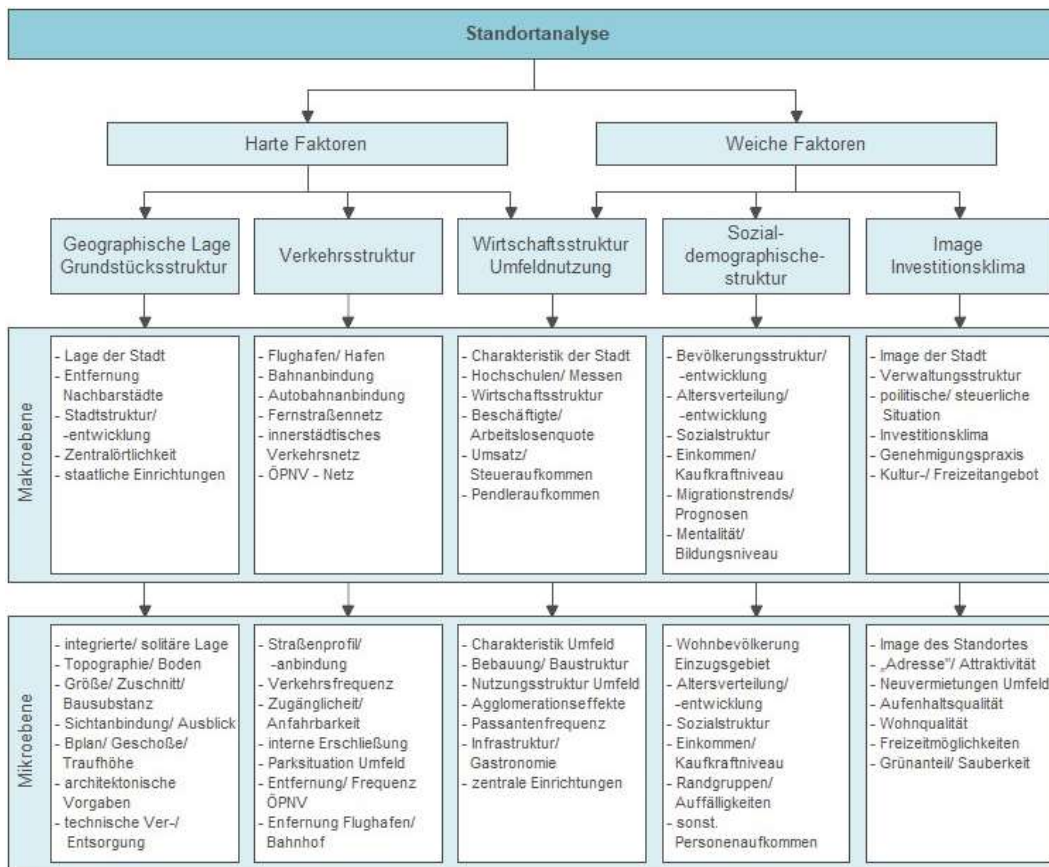 Standortanalyse
Harte Faktoren
Weiche Faktoren
Geographische Lage
Grundstücksstruktur
Verkehrsstruktur
Wirtschaftsstruktur
Umfeldnutzung
Sozial-
demographische-
struktur
Image
Investitionsklima
Makroebene
- Lage der Stadt
- Entfernung
Nachbarstädte
- Stadtstruktur/
-entwicklung
- Zentralörtlichkeit
- staatliche Einrichtungen
- Flughafen/ Hafen
- Bahnanbindung
- Autobahnanbindung
- Fernstraßennetz
- innerstädtisches
Verkehrsnetz
- ÖPNV - Netz
- Charakteristik der Stadt
- Hochschulen/ Messen
- Wirtschaftsstruktur
- Beschäftigte/
Arbeitslosenquote
- Umsatz/
Steueraufkommen
- Pendleraufkommen
- Bevölkerungsstruktur/
-entwicklung
- Altersverteilung/
-entwicklung
- Sozialstruktur
- Einkommen/
Kaufkraftniveau
- Migrationstrends/
Prognosen
- Mentalität/
Bildungsniveau
- Image der Stadt
- Verwaltungsstruktur
- poilitische/ steuerliche
Situation
- Investitionsklima
- Genehmigungspraxis
- Kultur-/ Freizeitangebot
Mikroebene
- integrierte/ solitäre Lage
- Topographie/ Boden
- Größe/ Zuschnitt/
Bausubstanz
- Sichtanbindung/ Ausblick
- Bplan/ Geschoße/
Traufhöhe
- architektonische
Vorgaben
- technische Ver-/
Entsorgung
- Straßenprofil/
-anbindung
- Verkehrsfrequenz
- Zugänglicheit/
Anfahrbarkeit
- interne Erschließung
- Parksituation Umfeld
- Entfernung/ Frequenz
ÖPNV
- Enfernung Flughafen/
Bahnhof
- Charakteristik Umfeld
- Bebauung/ Baustruktur
- Nutzungsstruktur Umfeld
- Agglomerationseffekte
- Passantenfrequenz
- Infrastruktur/
Gastronomie
- zentrale Einrichtungen
- Wohnbevölkerung
Einzugsgebiet
- Altersverteilung/
-entwicklung
- Sozialstruktur
- Einkommen/
Kaufkraftniveau
- Randgruppen/
Auffälligkeiten
- sonst.
Personenaufkommen
- Image des Standortes
- „Adresse"/ Attraktivität
- Neuvermietungen Umfeld
- Aufenhaltsqualität
- Wohnqualität
- Freizeitmöglichkeiten
- Grünanteil/ Sauberkeit